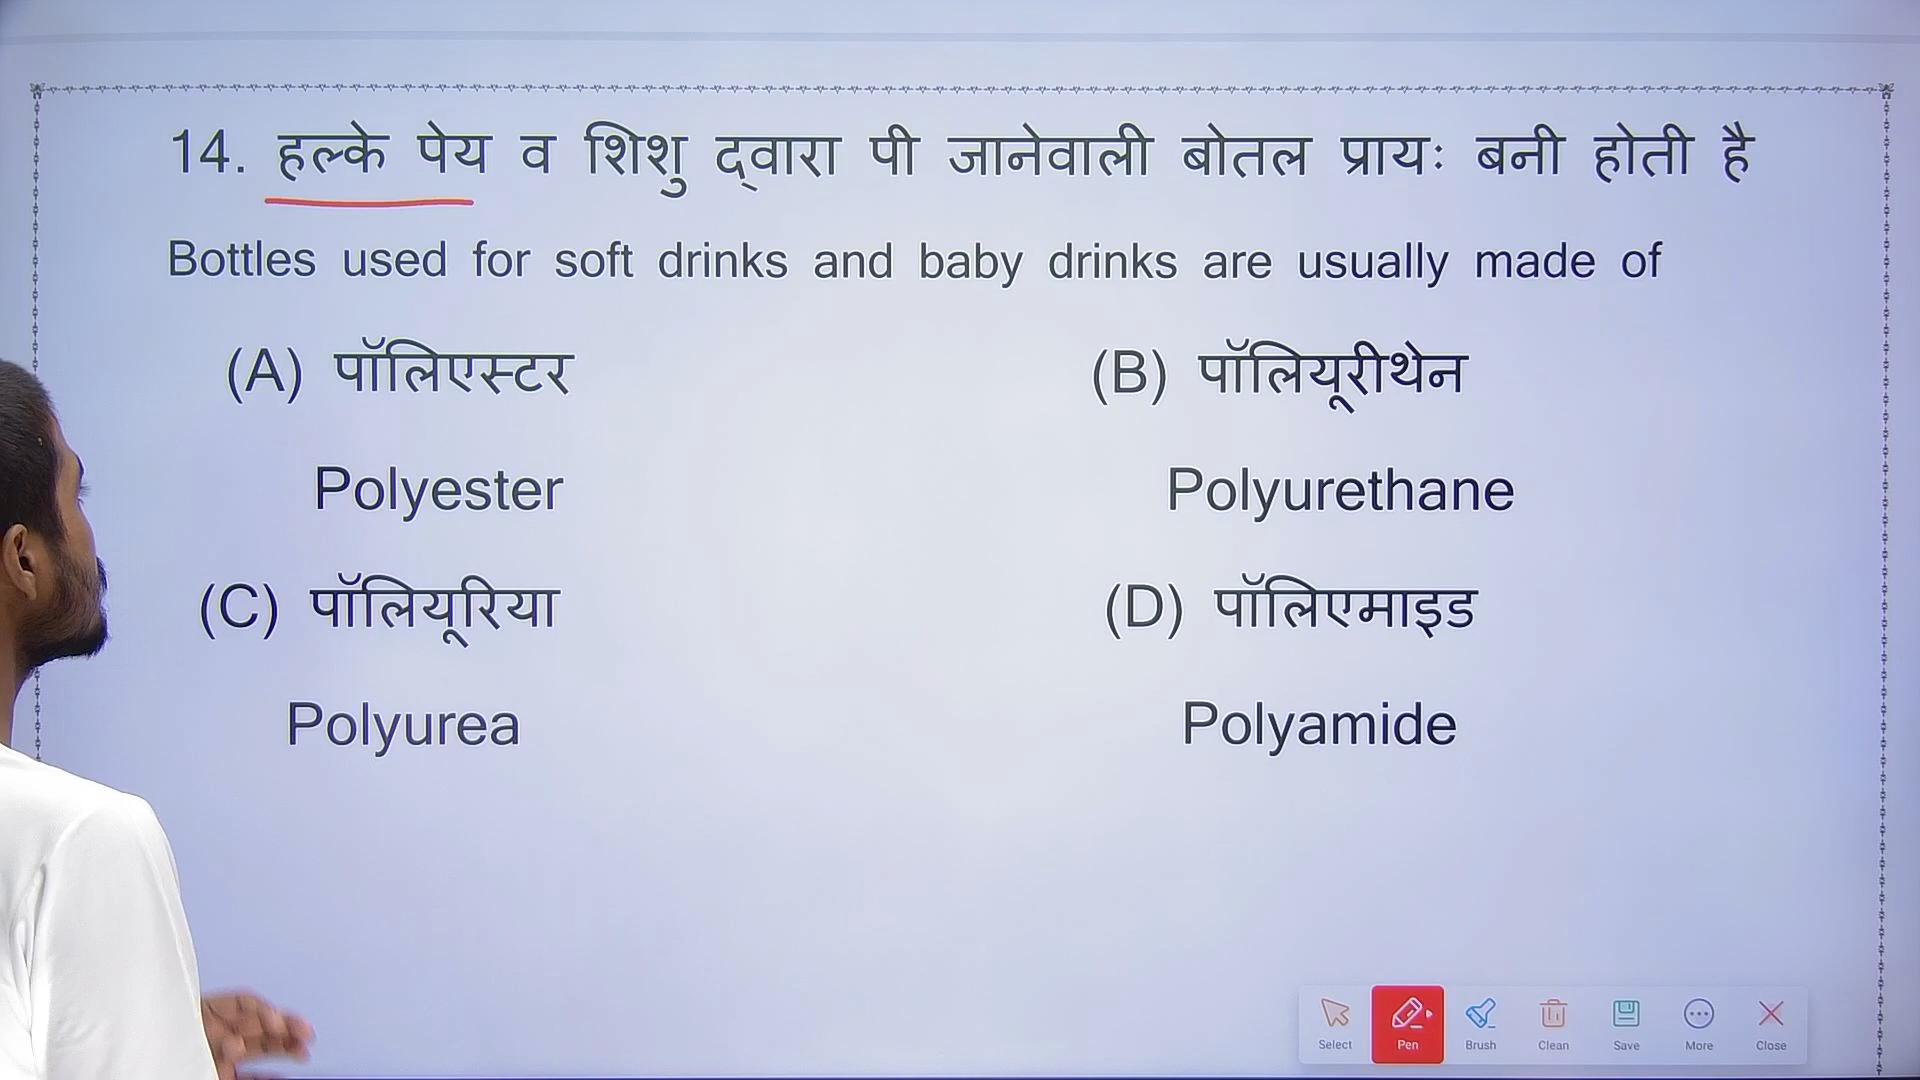 14. हल्के पेय व शिशु द्वारा पी जानेवाली बोतल प्रायः बनी होती है
Bottles used for soft drinks and baby drinks are usually made of
(A) पॉलिएस्टर (B) पॉलियूरीथेन
Polyester Polyurethane
(C) पॉलियूरिया (D) पॉलिएमाइड
Polyurea Polyamide
Select Pen Brush Clean Save More Close